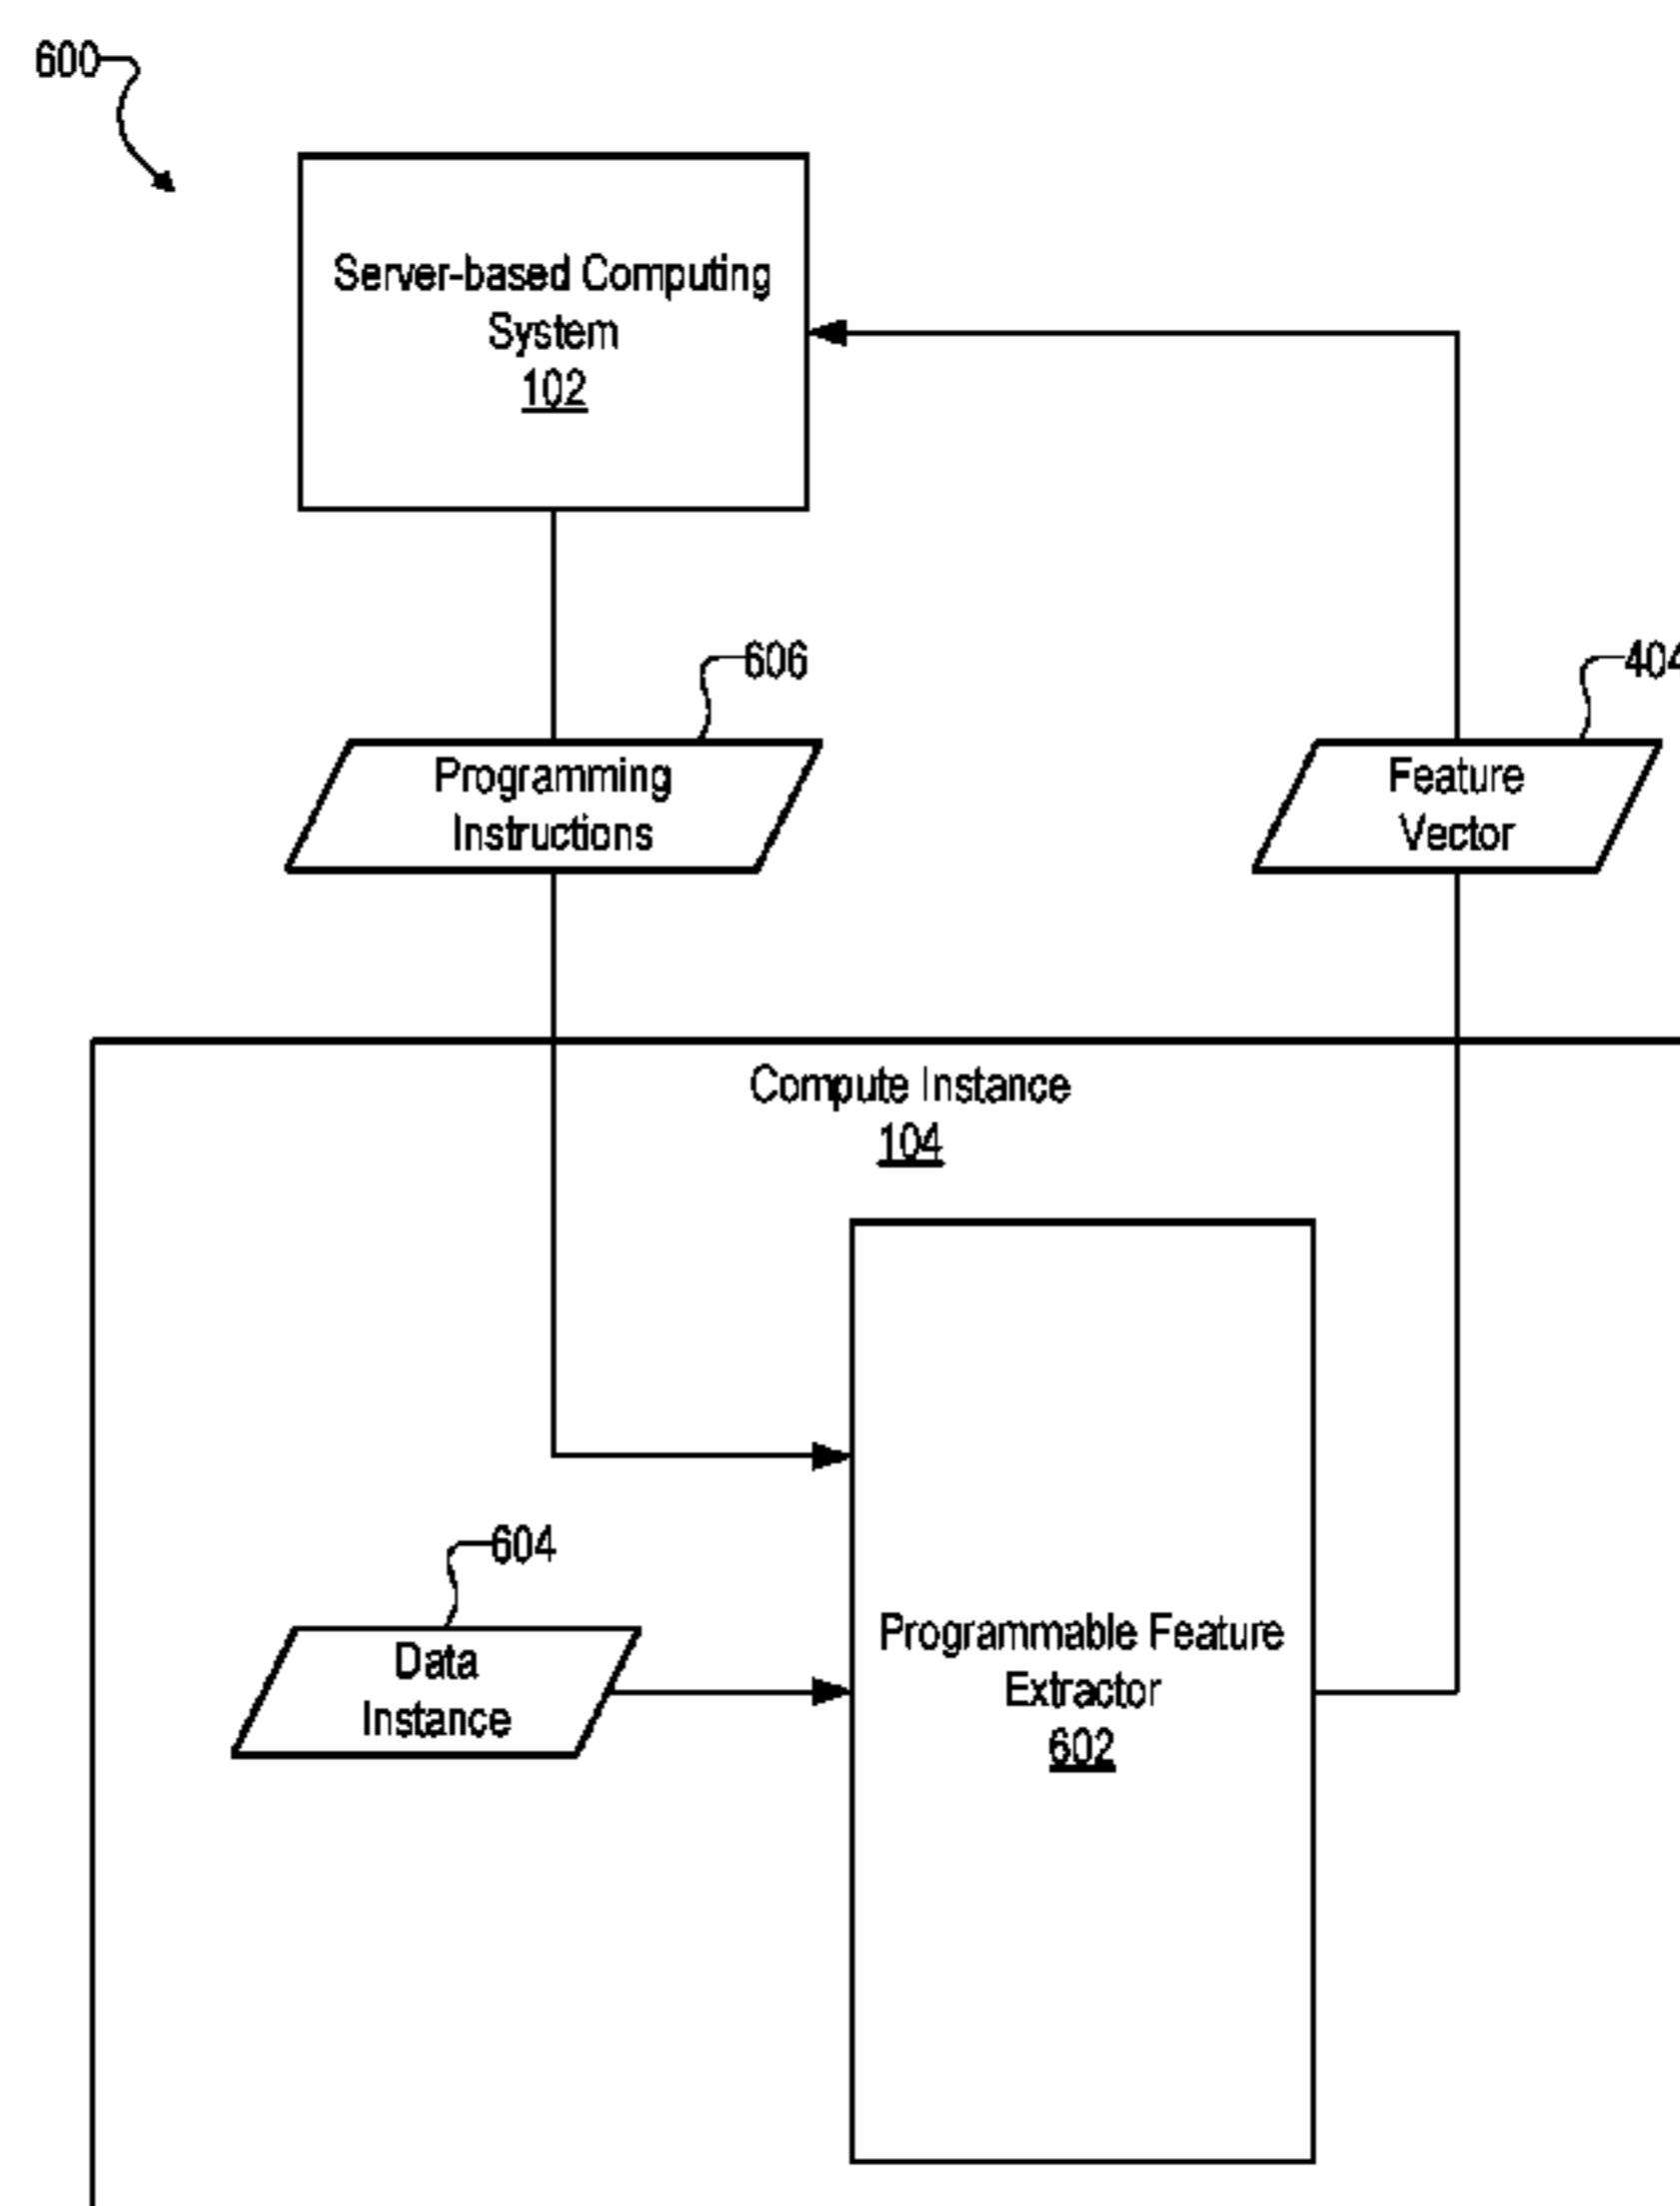 600
Server-based Computing
System
102
606
404
Programming
Instructions
Feature
Vector
Compute Instance
104
604
Data
Instance
Programmable Feature
Extractor
602